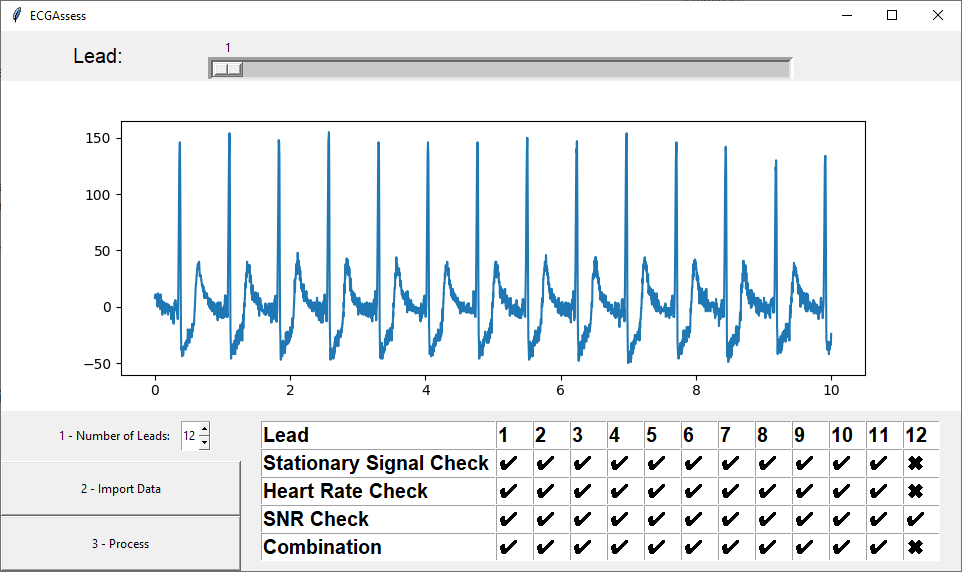 ECGAssess
Lead:
1
150
100
50
0
−50
0 2 4 6 8 10
1 - Number of Leads: 12
2 - Import Data
3 - Process
Lead 1 2 3 4 5 6 7 8 9 10 11 12
Stationary Signal Check ✔ ✔ ✔ ✔ ✔ ✔ ✔ ✔ ✔ ✔ ✔ ✖
Heart Rate Check ✔ ✔ ✔ ✔ ✔ ✔ ✔ ✔ ✔ ✔ ✔ ✖
SNR Check ✔ ✔ ✔ ✔ ✔ ✔ ✔ ✔ ✔ ✔ ✔ ✔
Combination ✔ ✔ ✔ ✔ ✔ ✔ ✔ ✔ ✔ ✔ ✔ ✖